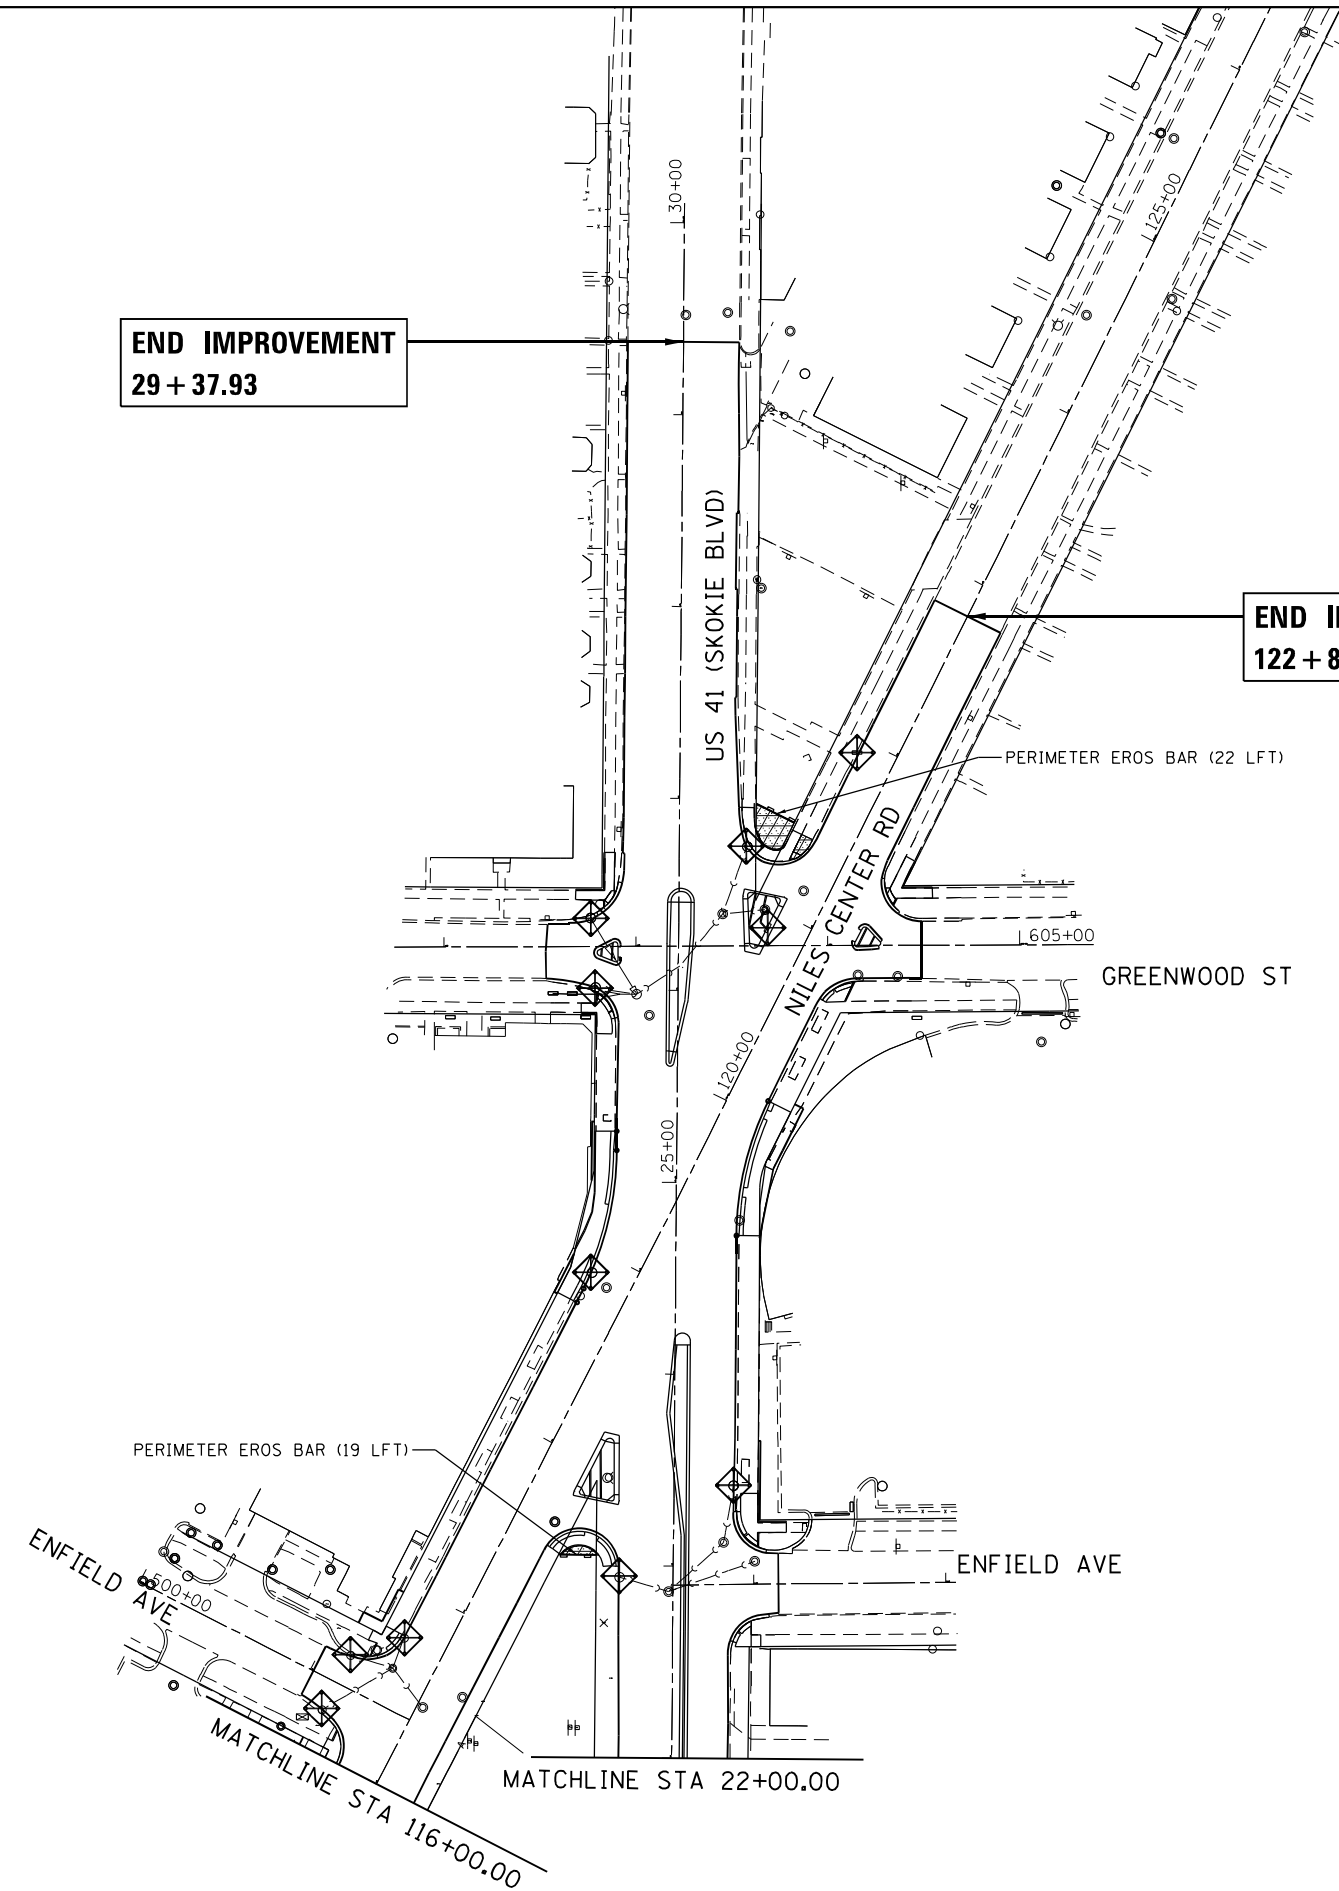 30+00
125+00
END IMPROVEMENT
29+37.93
US 41 (SKOKIE BLVD)
END
122+8
PERIMETER EROS BAR (22 LFT)
NILES CENTER RD
605+00
GREENWOOD ST
120+00
25+00
PERIMETER EROS BAR (19 LFT)
ENFIELD AVE
500+00
ENFIELD AVE
MATCHLINE STA 22+00.00
MATCHLINE STA 116+00.00